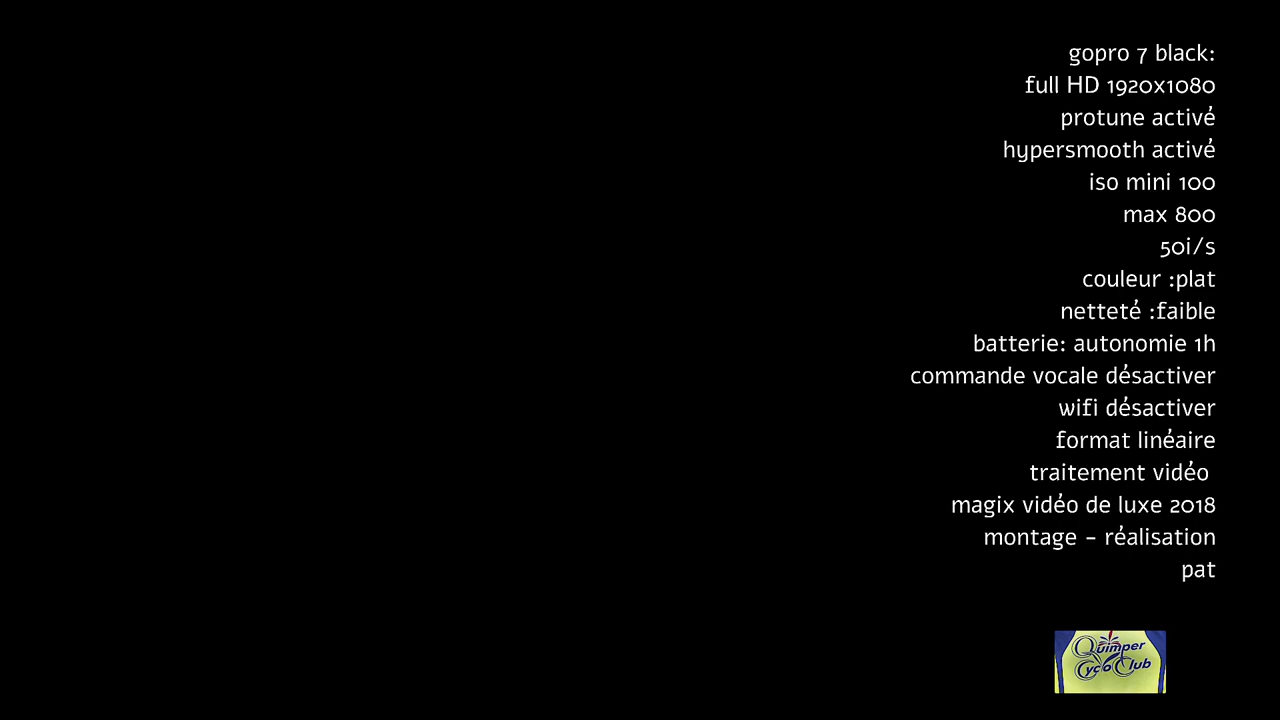 gopro 7 black:
full HD 1920x1080
protune activé
hypersmooth activé
iso mini 100
max 800
50i/s
couleur :plat
netteté :faible
batterie: autonomie 1h
commande vocale désactiver
wifi désactiver
format linéaire
traitement vidéo
magix vidéo de luxe 2018
montage - réalisation
pat
Quimper
Cyclo Club